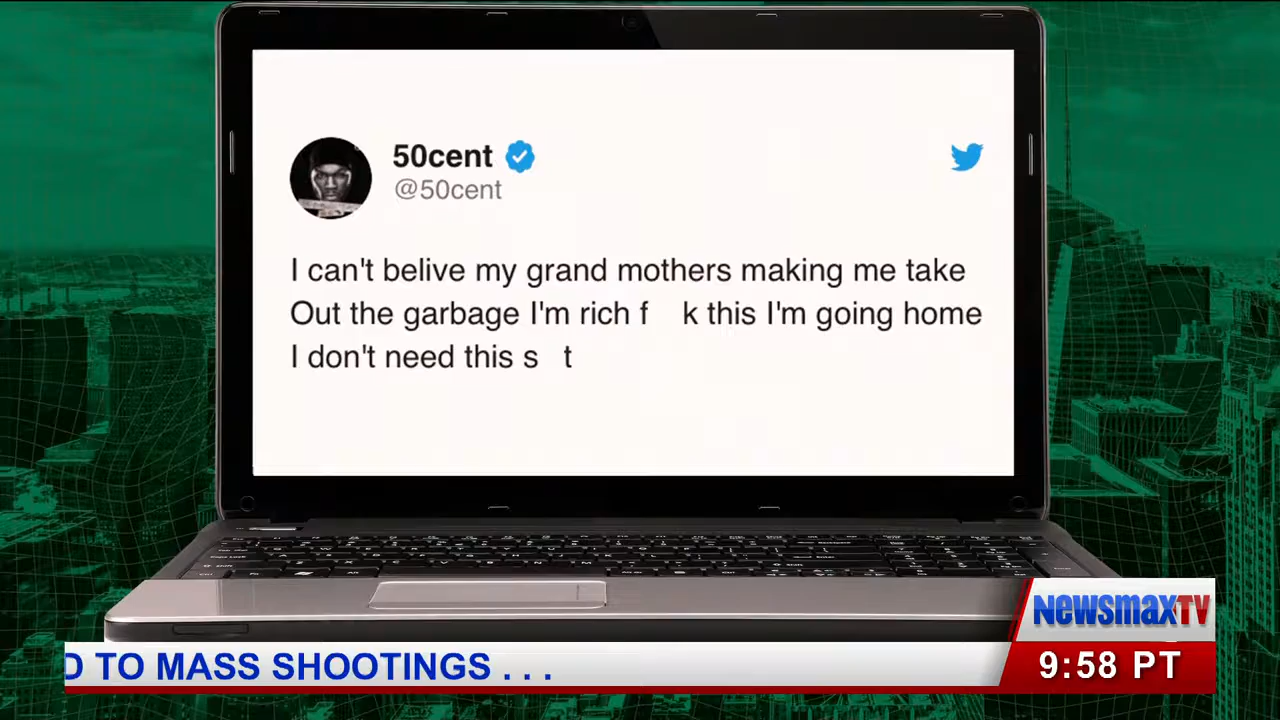 50cent
@50cent
I can't belive my grand mothers making me take
Out the garbage I'm rich f k this I'm going home
I don't need this s t
NEWSMAXTV
D TO MASS SHOOTINGS . . .
9:58 PT